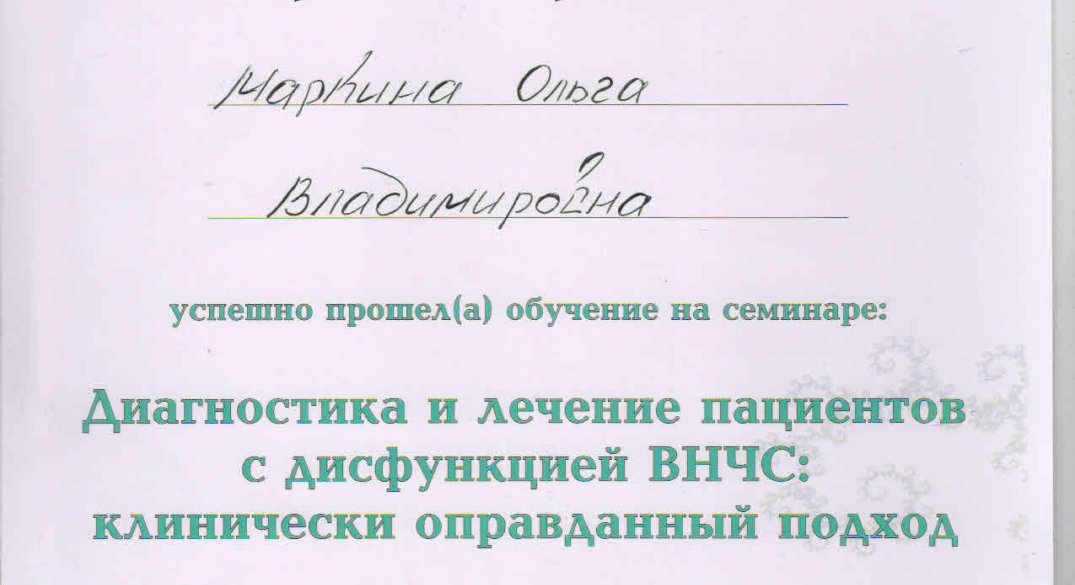 Маркина Ольга
Владимировна
успешно прошел(а) обучение на семинаре:
Диагностика и лечение пациентов
с дисфункцией ВНЧС:
клинически оправданный подход